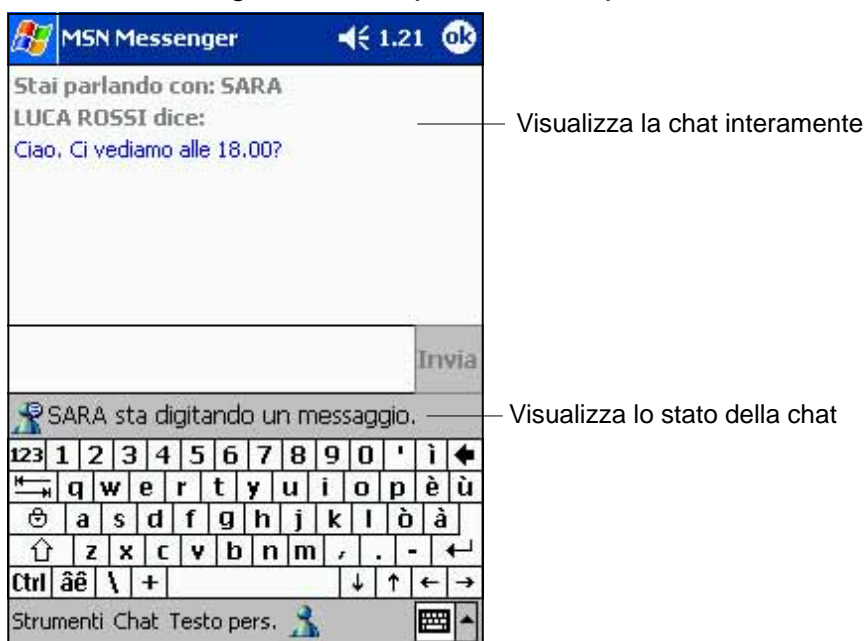 MSN Messenger 1.21 ok
Stai parlando con: SARA
LUCA ROSSI dice:
Ciao. Ci vediamo alle 18.00?
Visualizza la chat interamente
Invia
SARA sta digitando un messaggio.
Visualizza lo stato della chat
123 1 2 3 4 5 6 7 8 9 0 ' ì
q w e r t y u i o p è ù
a s d f g h j k l ò à
z x c v b n m , . -
Ctrl âê \ +
Strumenti Chat Testo pers.